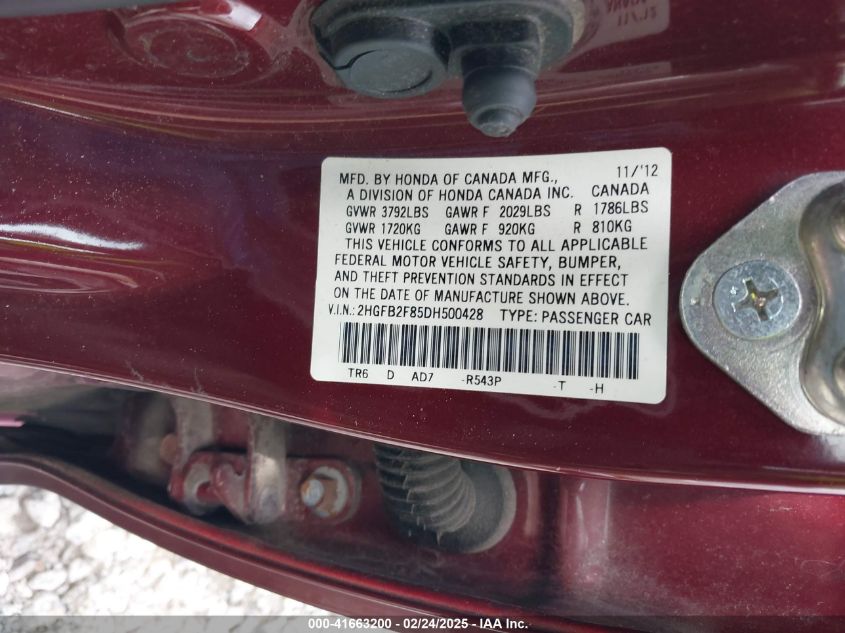 MFD. BY HONDA OF CANADA MFG., 11/'12
A DIVISION OF HONDA CANADA INC. CANADA
GVWR 3792LBS GAWR F 2029LBS R 1786LBS
GVWR 1720KG GAWR F 920KG R 810KG
THIS VEHICLE CONFORMS TO ALL APPLICABLE
FEDERAL MOTOR VEHICLE SAFETY, BUMPER,
AND THEFT PREVENTION STANDARDS IN EFFECT
ON THE DATE OF MANUFACTURE SHOWN ABOVE.
V.I.N.: 2HGFB2F85DH500428 TYPE: PASSENGER CAR
TR6 D AD7 -R543P -T -H
000-41663200 - 02/24/2025 - IAA, Inc.